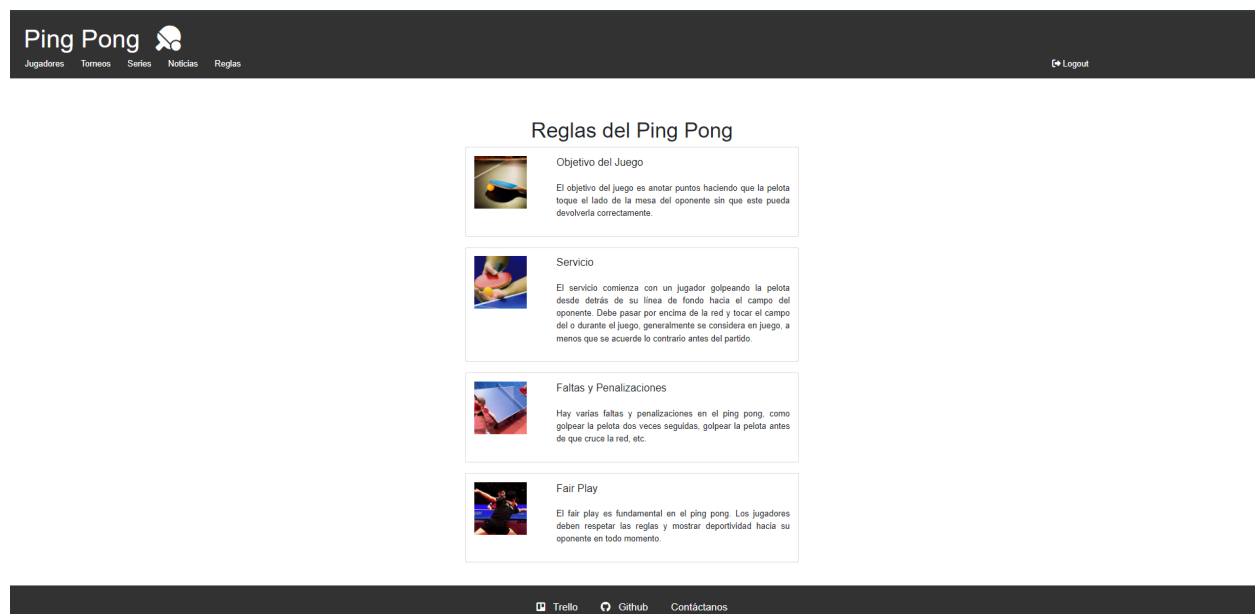 Ping Pong
Jugadores Torneos Series Noticias Reglas Logout
Reglas del Ping Pong
Objetivo del Juego
El objetivo del juego es anotar puntos haciendo que la pelota
toque el lado de la mesa del oponente sin que este pueda
devolverla correctamente.
Servicio
El servicio comienza con un jugador golpeando la pelota
desde detrás de su línea de fondo hacia el campo del
oponente. Debe pasar por encima de la red y tocar el campo
del o durante el juego, generalmente se considera en juego, a
menos que se acuerde lo contrario antes del partido.
Faltas y Penalizaciones
Hay varias faltas y penalizaciones en el ping pong, como
golpear la pelota dos veces seguidas, golpear la pelota antes
de que cruce la red, etc.
Fair Play
El fair play es fundamental en el ping pong. Los jugadores
deben respetar las reglas y mostrar deportividad hacia su
oponente en todo momento.
Trello Github Contáctanos